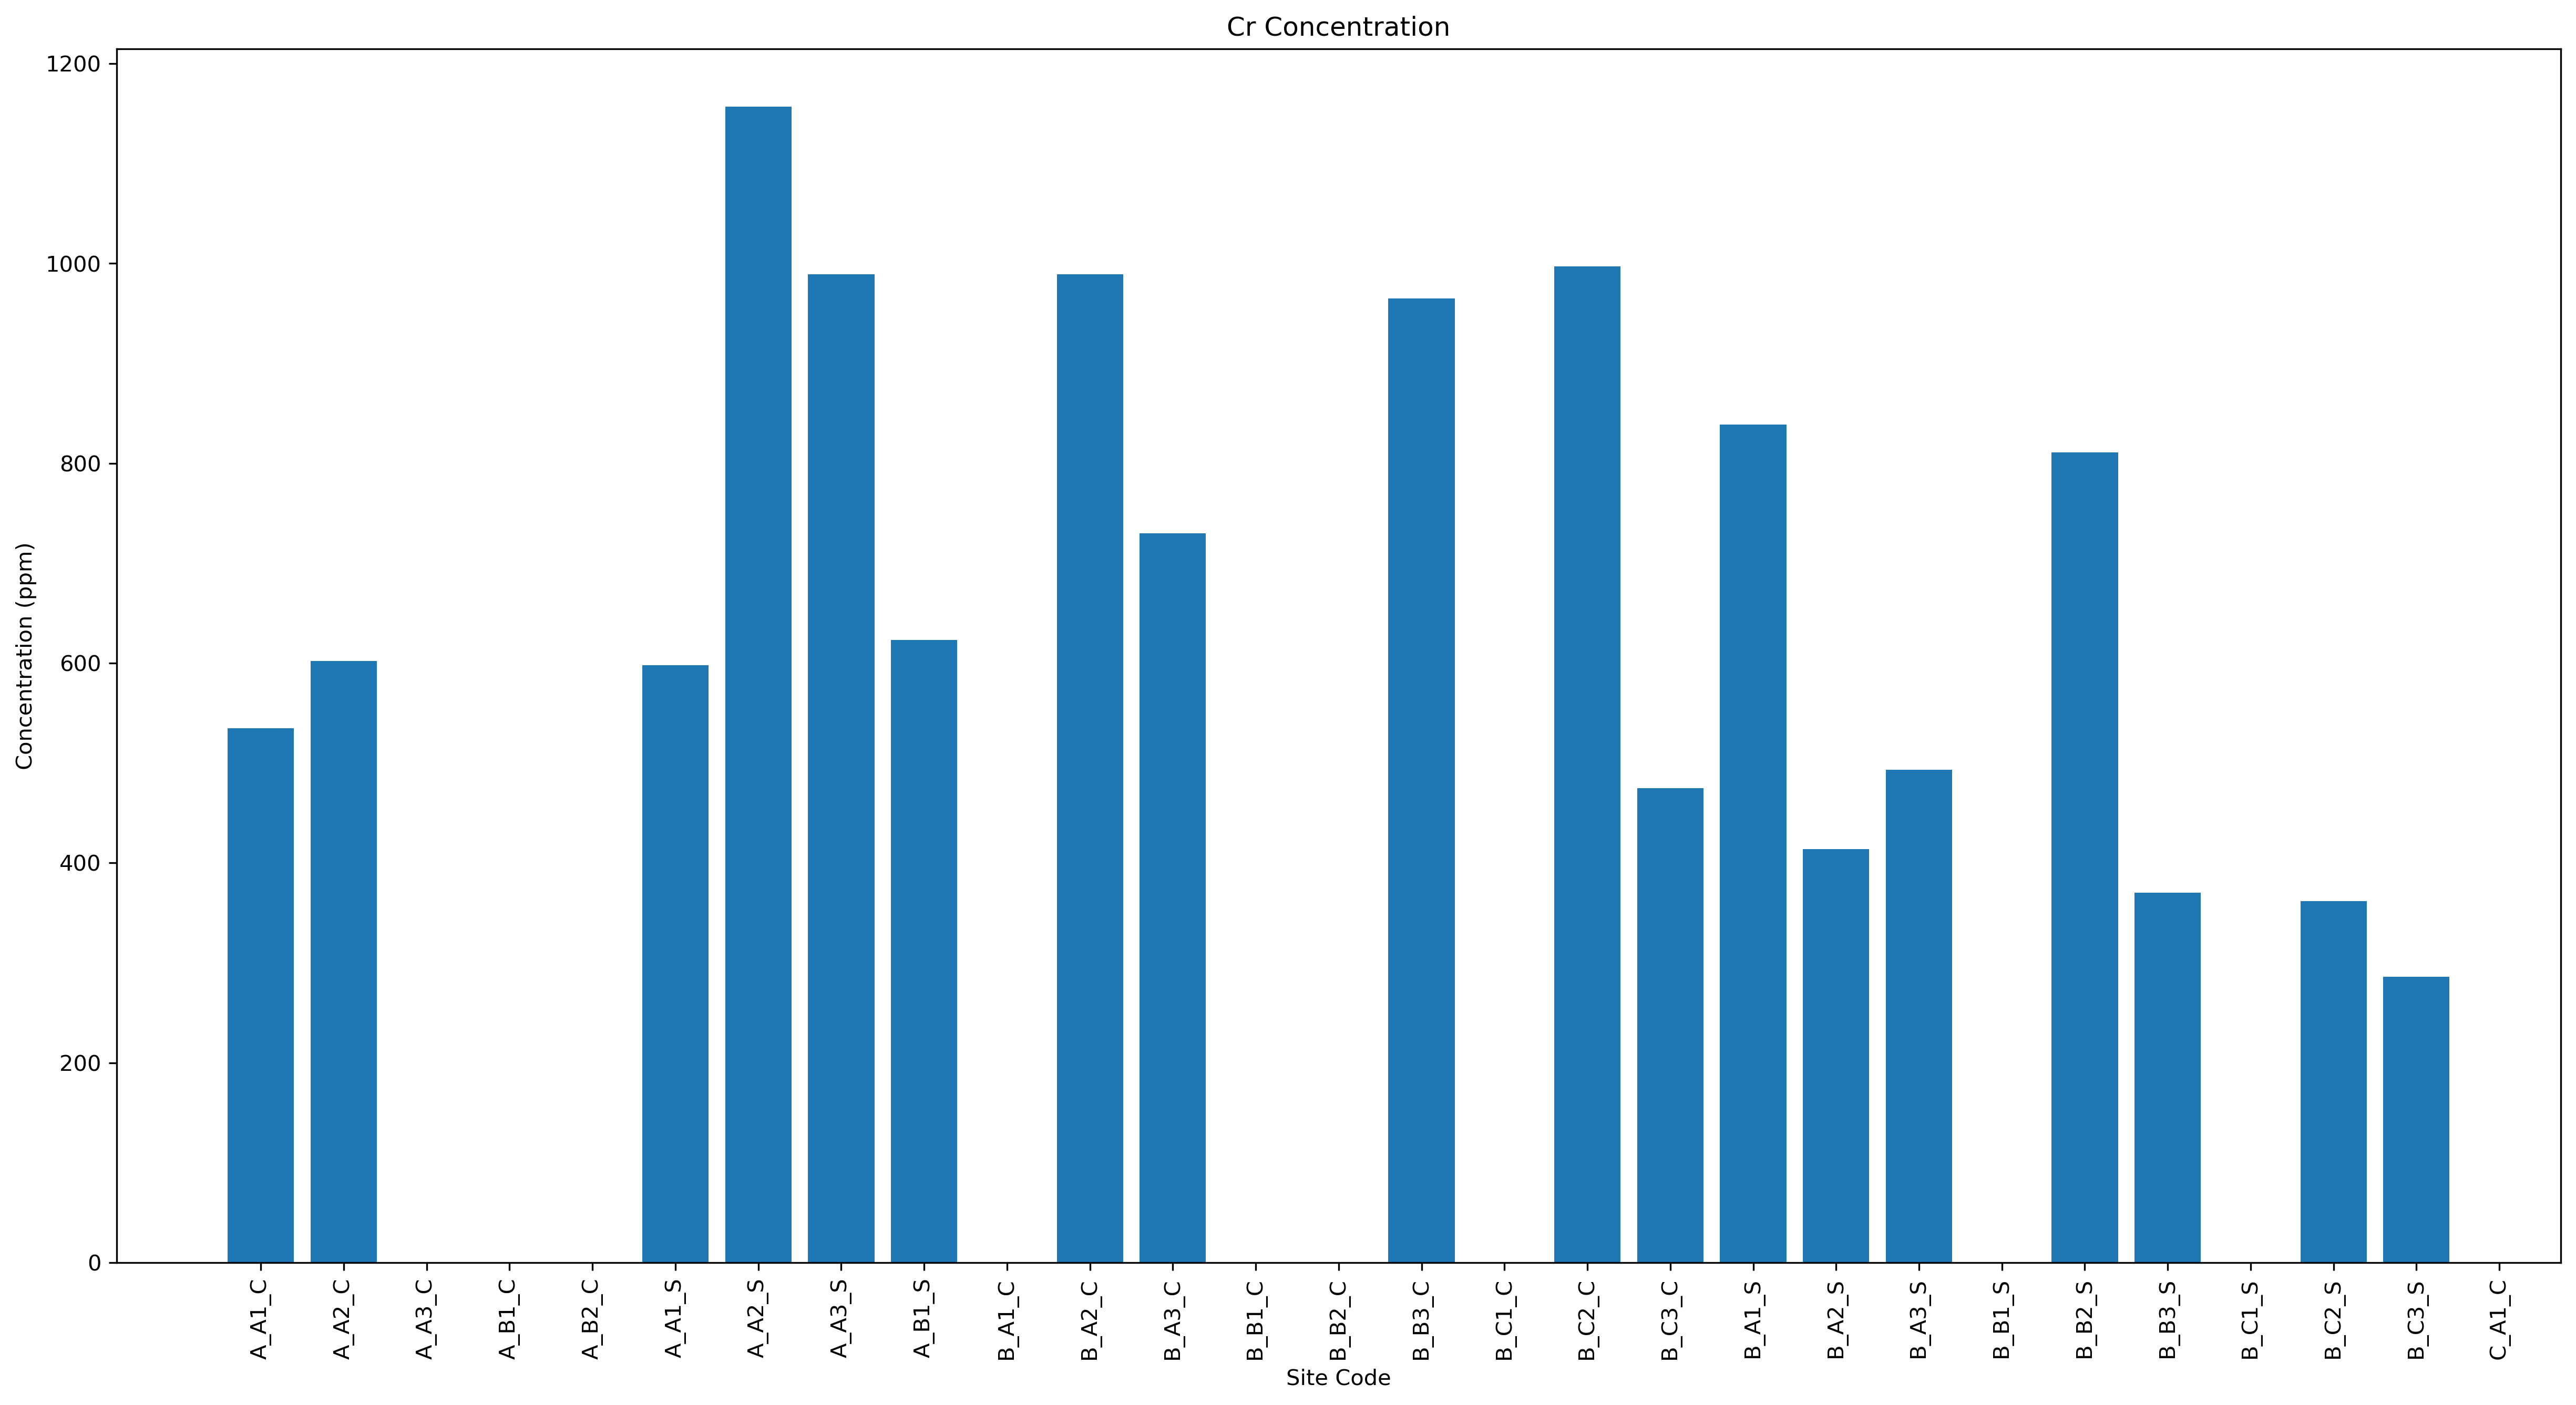 Cr Concentration
1200
1000
800
600
400
200
0
Concentration (ppm)
A_A1_C
A_A2_C
A_A3_C
A_B1_C
A_B2_C
A_A1_S
A_A2_S
A_A3_S
A_B1_S
B_A1_C
B_A2_C
B_A3_C
B_B1_C
B_B2_C
B_B3_C
B_C1_C
B_C2_C
B_C3_C
B_A1_S
B_A2_S
B_A3_S
B_B1_S
B_B2_S
B_B3_S
B_C1_S
B_C2_S
B_C3_S
C_A1_C
Site Code